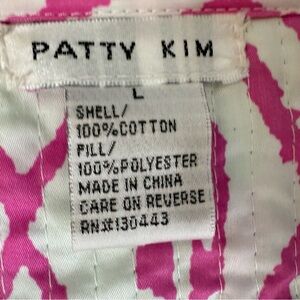 PATTY KIM
L
SHELL/
100%COTTON
FILL/
100%POLYESTER
MADE IN CHINA
CARE ON REVERSE
RN#130443